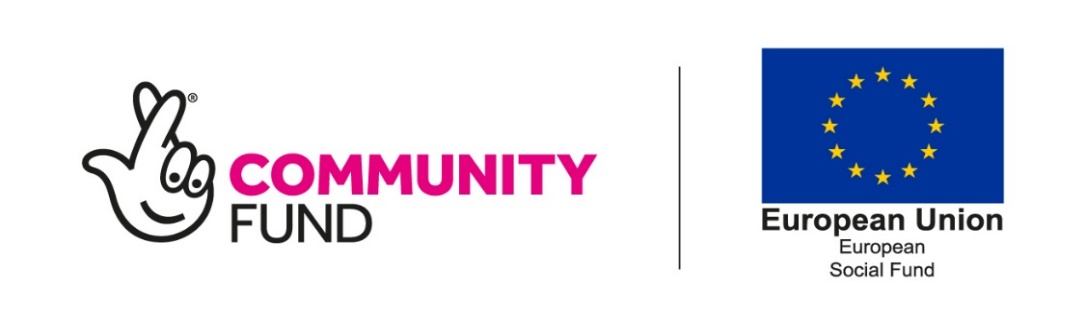 ®
COMMUNITY
FUND
European Union
European
Social Fund